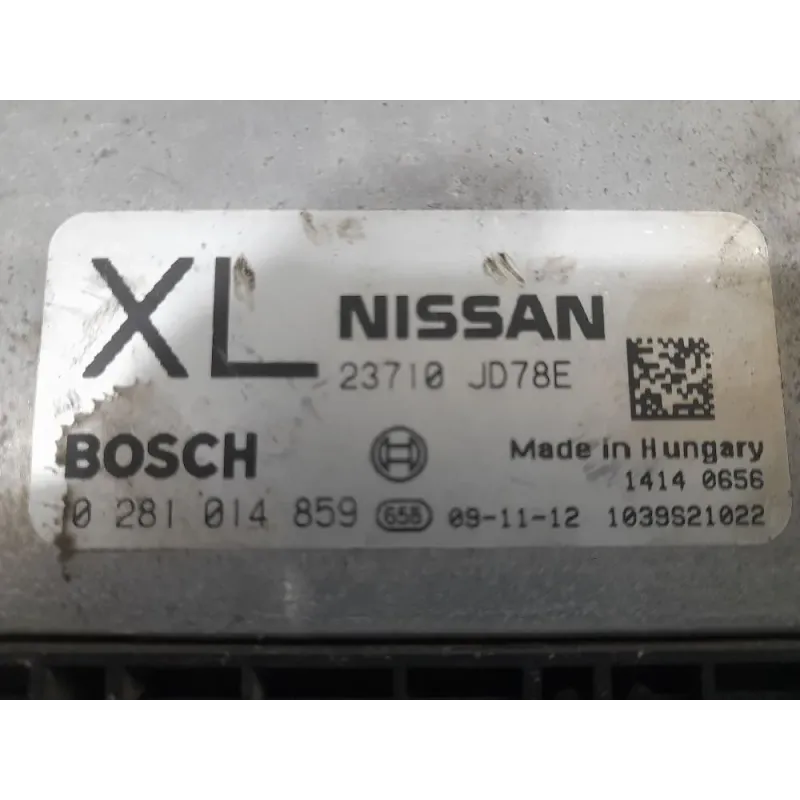 XL NISSAN
23710 JD78E
BOSCH
Made in Hungary
1414 0656
0 281 014 859 658 09-11-12 1039S21022